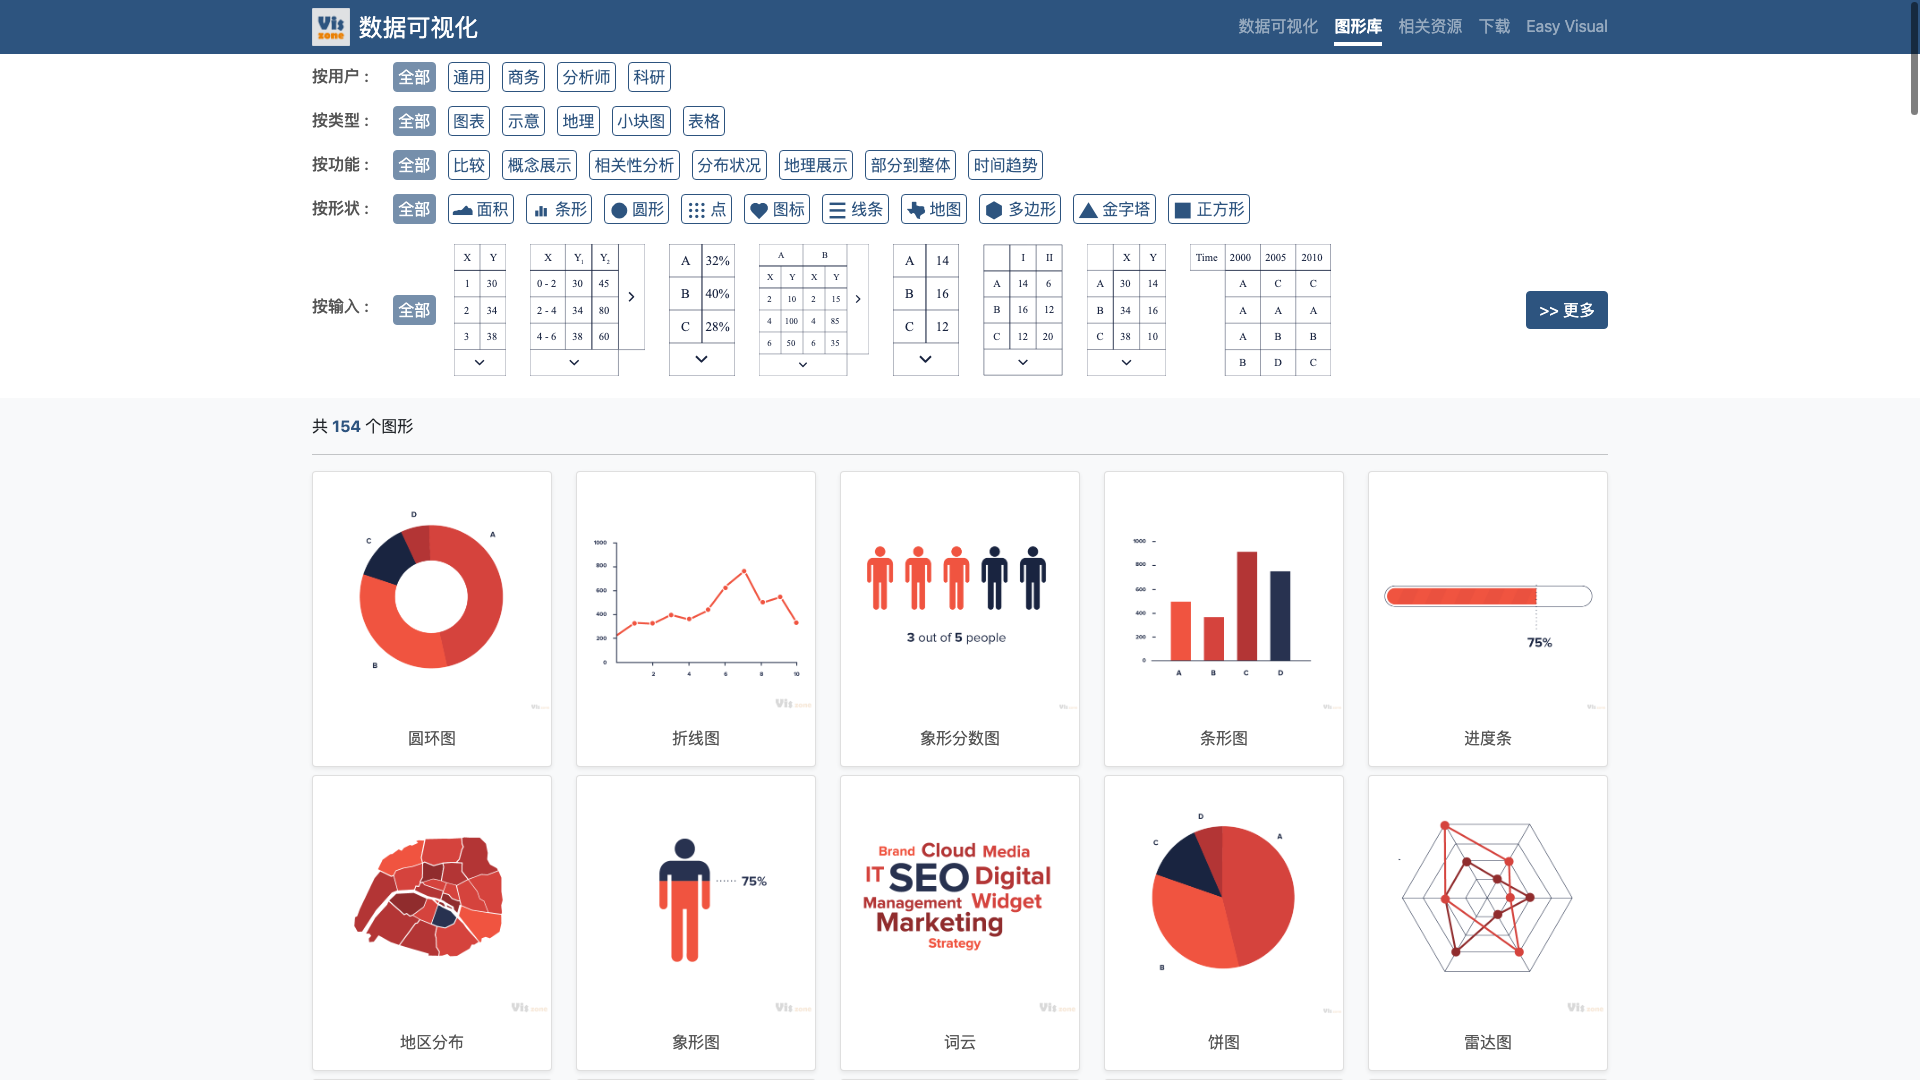 Vis zone 数据可视化 数据可视化 图形库 相关资源 下载 Easy Visual
按用户： 全部 通用 商务 分析师 科研
按类型： 全部 图表 示意 地理 小块图 表格
按功能： 全部 比较 概念展示 相关性分析 分布状况 地理展示 部分到整体 时间趋势
按形状： 全部 面积 条形 圆形 点 图标 线条 地图 多边形 金字塔 正方形
按输入： 全部
X Y
1 30
2 34
3 38
X Y1 Y2
0 - 2 30 45
2 - 4 34 80
4 - 6 38 60
A 32%
B 40%
C 28%
A B
X Y X Y
2 10 2 15
4 100 4 85
6 50 6 35
A 14
B 16
C 12
I II
A 14 6
B 16 12
C 12 20
X Y
A 30 14
B 34 16
C 38 10
Time 2000 2005 2010
A C C
A A A
A B B
B D C
>> 更多
共 154 个图形
D
C A
B
圆环图
1000
800
600
400
200
0
2 4 6 8 10
Vis zone
折线图
3 out of 5 people
象形分数图
1000
800
600
400
200
0
A B C D
条形图
75%
进度条
Vis zone
地区分布
75%
Vis zone
象形图
Brand Cloud Media
IT SEO Digital
Management Widget
Marketing
Strategy
Vis zone
词云
D
C A
B
饼图
Vis zone
雷达图